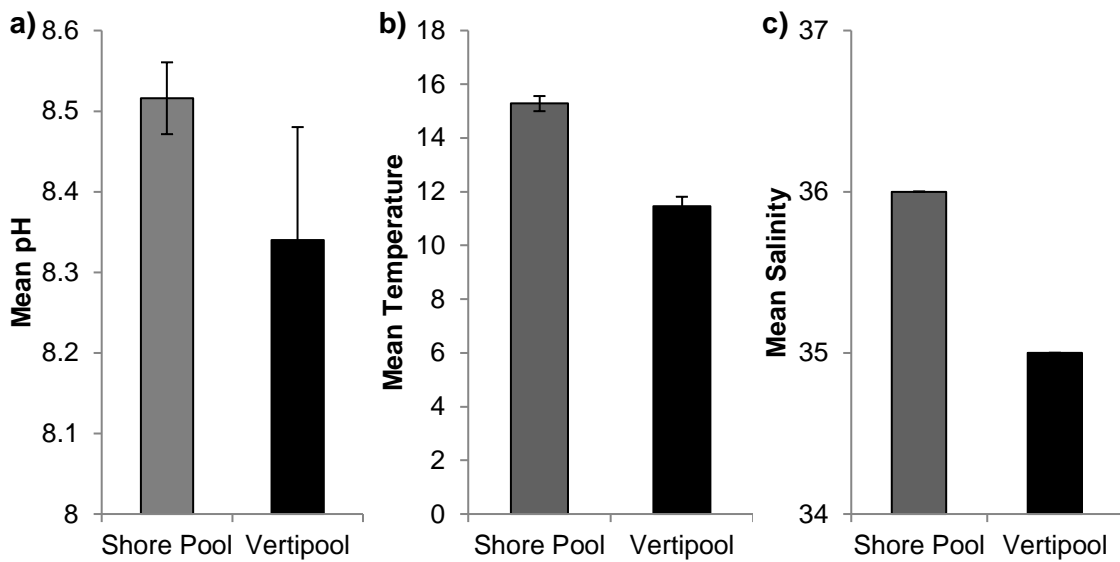 a)
Mean pH
8.6
8.5
8.4
8.3
8.2
8.1
8
Shore Pool Vertipool
b)
Mean Temperature
18
16
14
12
10
8
6
4
2
0
Shore Pool Vertipool
c)
Mean Salinity
37
36
35
34
Shore Pool Vertipool